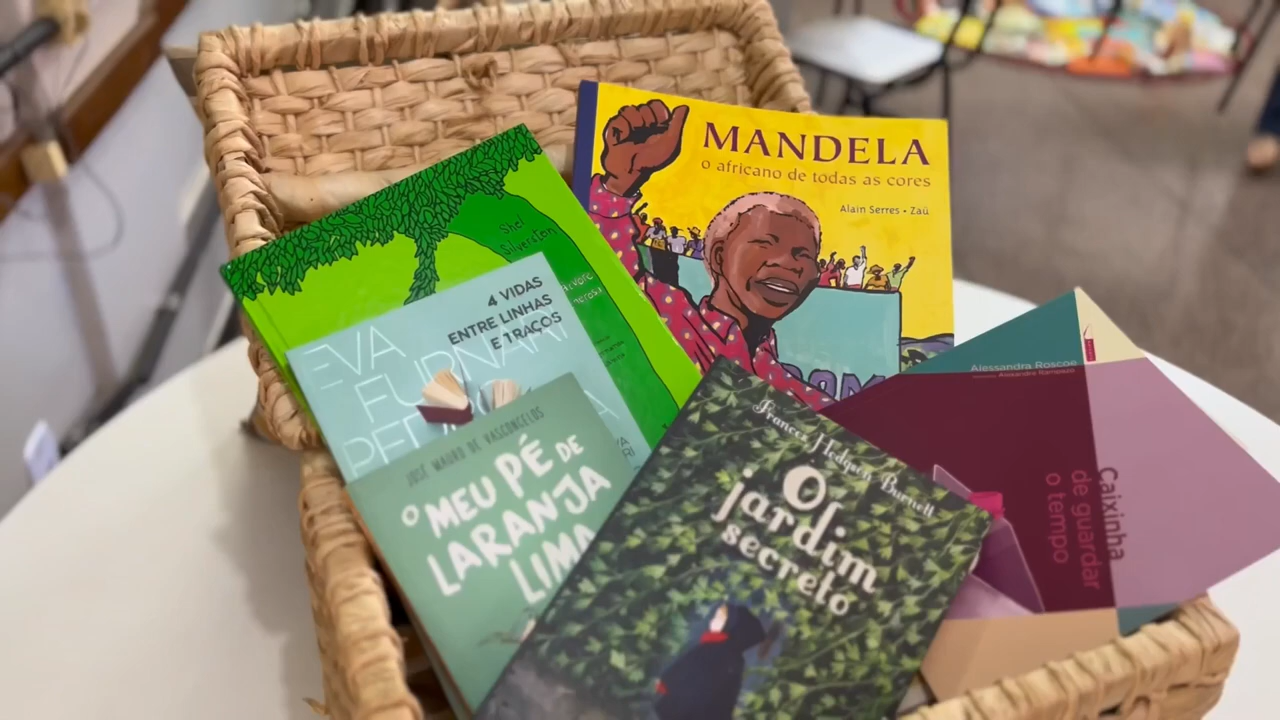 MANDELA
o africano de todas as cores
Alain Serres • Zaü
Shel
Silverstein
4 VIDAS
ENTRE LINHAS
E TRAÇOS
EVA
FURNARI
JOSÉ MAURO DE VASCONCELOS
O MEU PÉ DE
LARANJA
LIMA
Frances Hodgson Burnett
O
jardim
secreto
Alessandra Roscoe
Caixinha
de guardar
o tempo